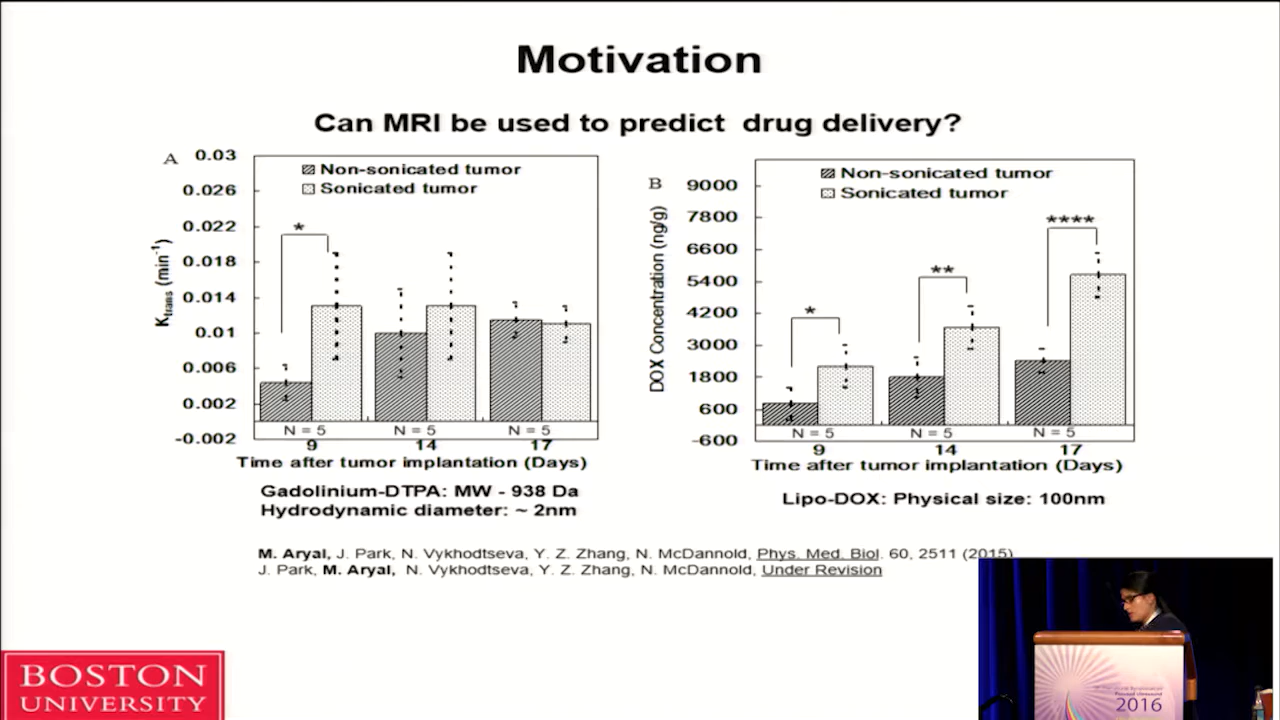 Motivation
Can MRI be used to predict drug delivery?
A
0.03
0.026
0.022
0.018
0.014
0.01
0.006
0.002
-0.002
Ktrans (min-1)
Non-sonicated tumor
Sonicated tumor
*
N = 5
N = 5
N = 5
9
14
17
Time after tumor implantation (Days)
Gadolinium-DTPA: MW - 938 Da
Hydrodynamic diameter: ~ 2nm
B
9000
7800
6600
5400
4200
3000
1800
600
-600
DOX Concentration (ng/g)
Non-sonicated tumor
Sonicated tumor
*
**
****
N = 5
N = 5
N = 5
9
14
17
Time after tumor implantation (Days)
Lipo-DOX: Physical size: 100nm
M. Aryal, J. Park, N. Vykhodtseva, Y. Z. Zhang, N. McDannold, Phys. Med. Biol. 60, 2511 (2015)
J. Park, M. Aryal, N. Vykhodtseva, Y. Z. Zhang, N. McDannold, Under Revision
BOSTON
UNIVERSITY
2016